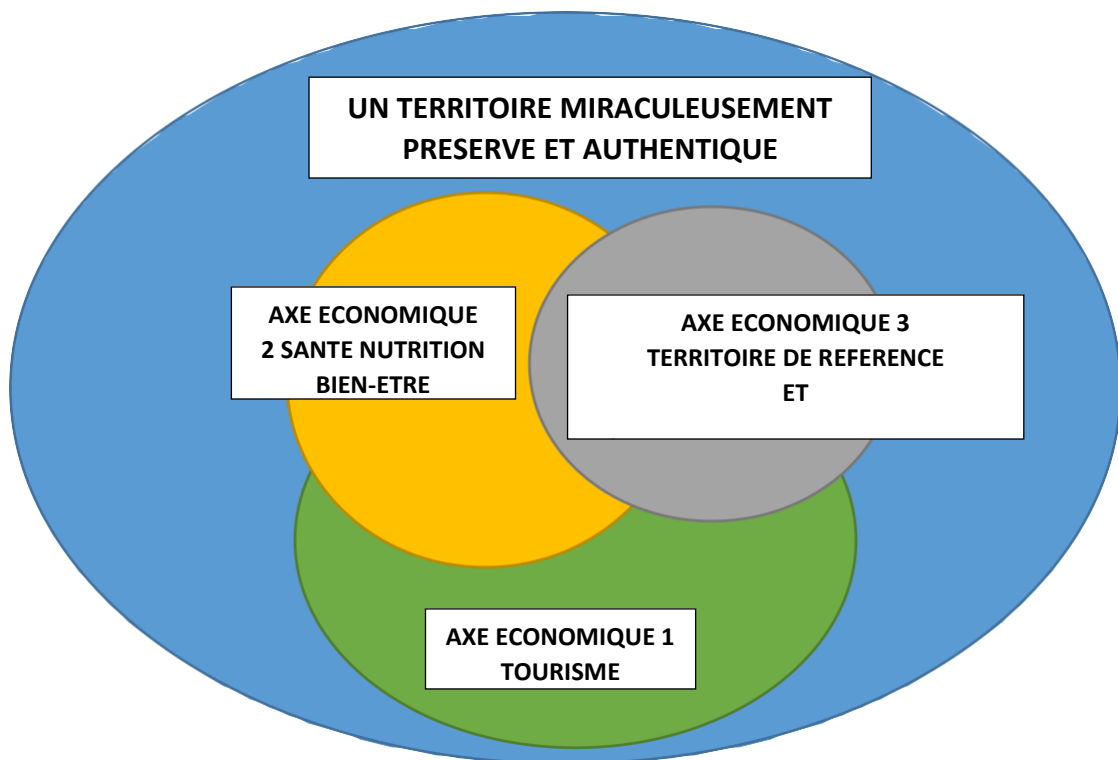 UN TERRITOIRE MIRACULEUSEMENT
PRESERVE ET AUTHENTIQUE
AXE ECONOMIQUE
2 SANTE NUTRITION
BIEN-ETRE
AXE ECONOMIQUE 3
TERRITOIRE DE REFERENCE
ET
AXE ECONOMIQUE 1
TOURISME